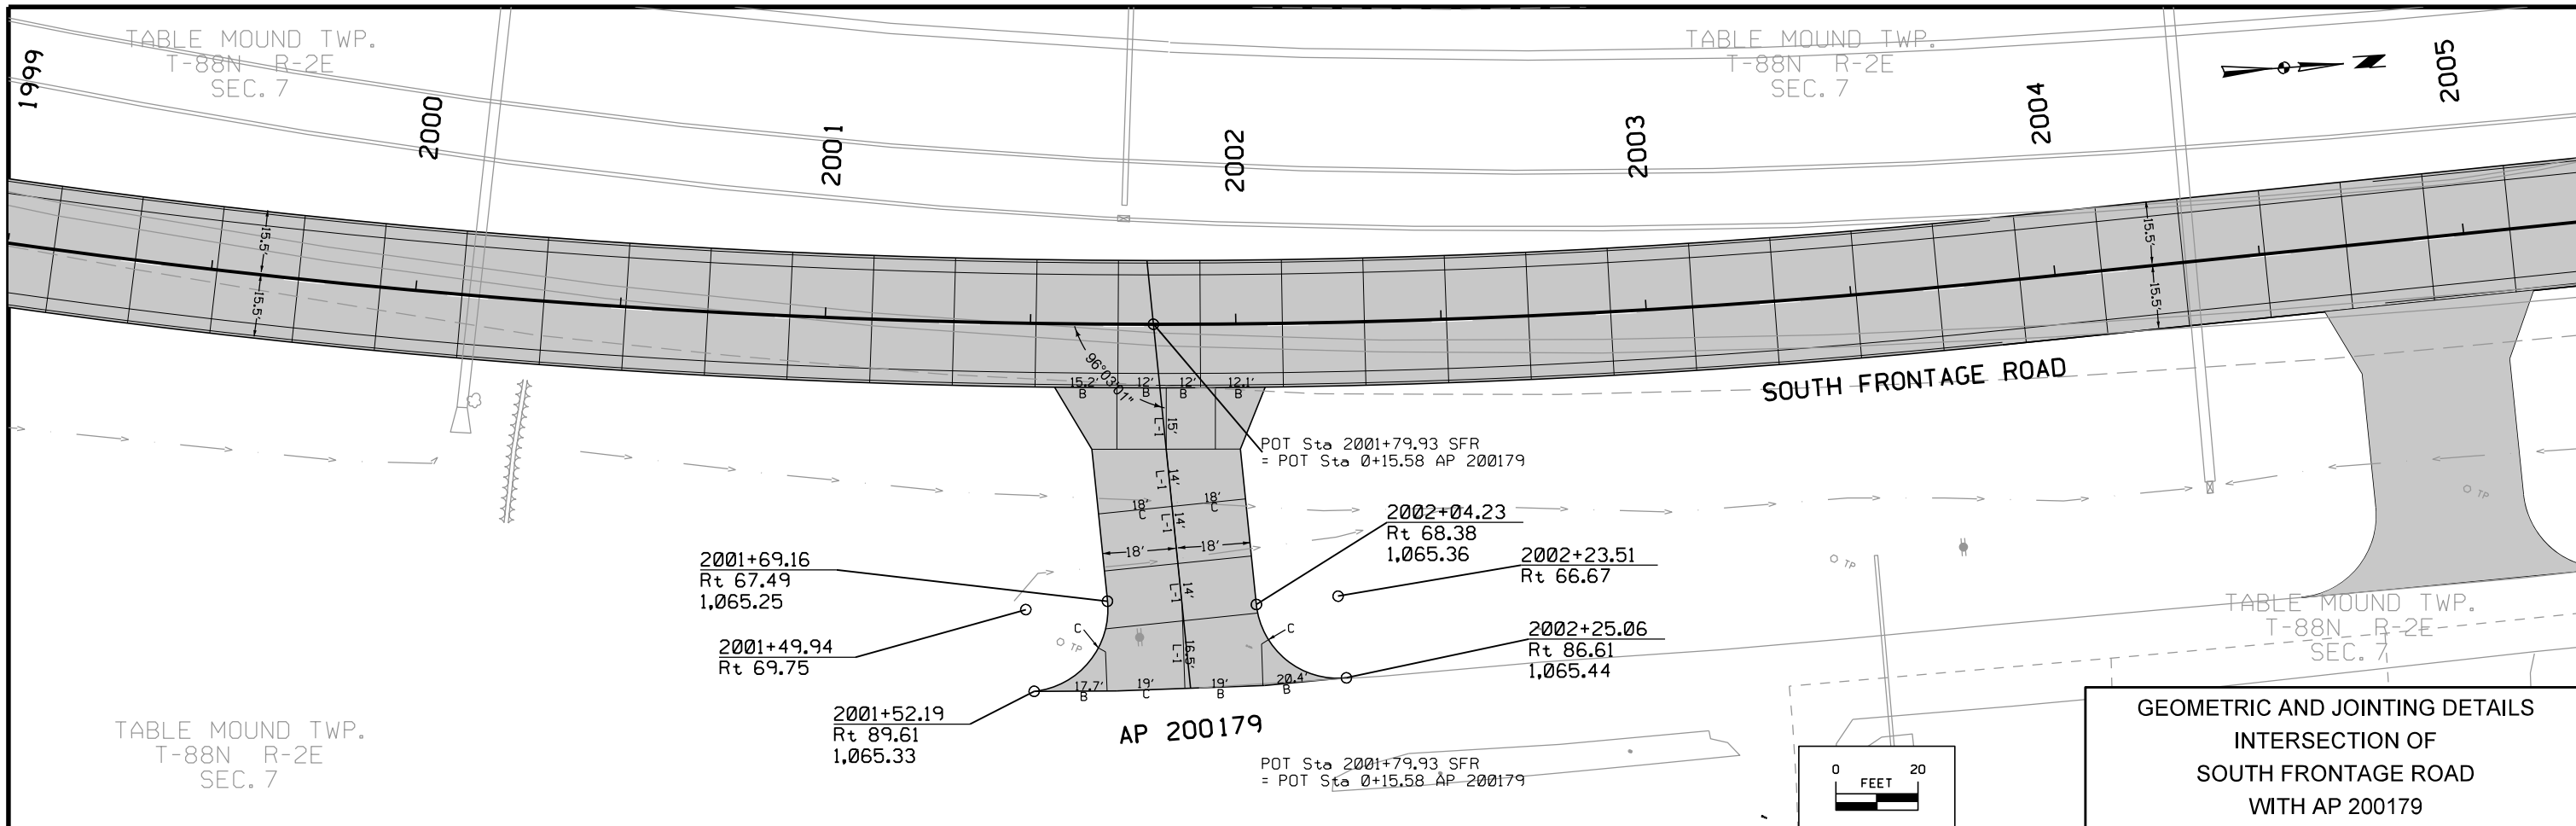 TABLE MOUND TWP.
T-88N R-2E
SEC. 7
TABLE MOUND TWP.
T-88N R-2E
SEC. 7
1999
2000
2001
2002
2003
2004
2005
15.5'
15.5'
15.5'
15.5'
96°03'01"
15.2'
B
12'
B
12'
B
12.1'
B
SOUTH FRONTAGE ROAD
15'
L-1
POT Sta 2001+79.93 SFR
= POT Sta 0+15.58 AP 200179
14'
L-1
18'
C
18'
C
14'
L-1
18'
18'
TP
TP
2001+69.16
Rt 67.49
1,065.25
2002+04.23
Rt 68.38
1,065.36
2002+23.51
Rt 66.67
14'
L-1
2001+49.94
Rt 69.75
TP
C
C
2002+25.06
Rt 86.61
1,065.44
16.5'
L-1
17.7'
B
19'
C
19'
B
20.4'
B
2001+52.19
Rt 89.61
1,065.33
AP 200179
TABLE MOUND TWP.
T-88N R-2E
SEC. 7
TABLE MOUND TWP.
T-88N R-2E
SEC. 7
POT Sta 2001+79.93 SFR
= POT Sta 0+15.58 AP 200179
0 20
FEET
GEOMETRIC AND JOINTING DETAILS
INTERSECTION OF
SOUTH FRONTAGE ROAD
WITH AP 200179